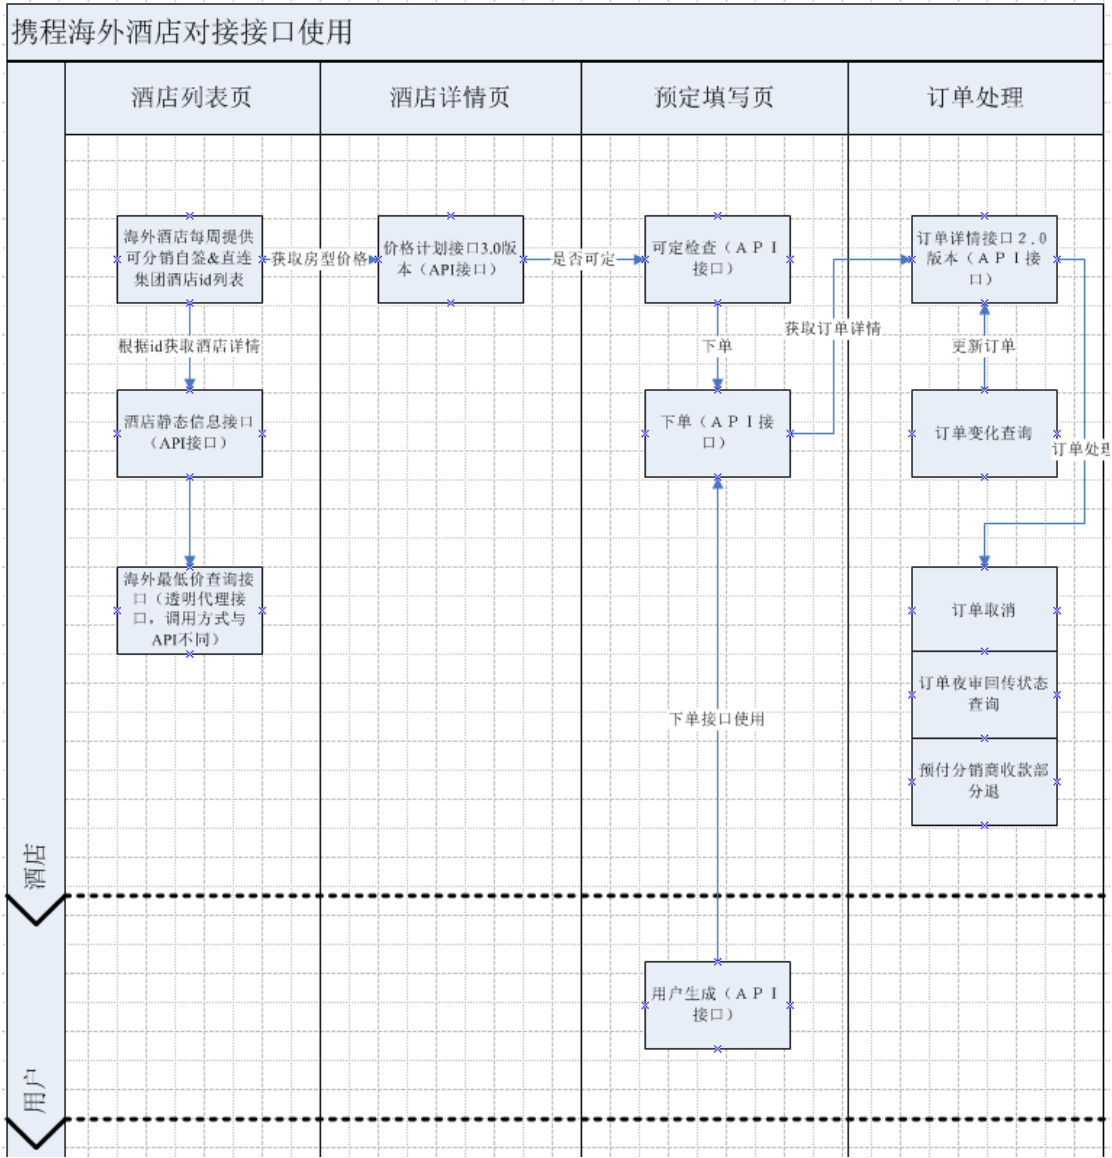 携程海外酒店对接接口使用
酒店列表页
酒店详情页
预定填写页
订单处理
海外酒店每周提供
可分销自签&直连
集团酒店id列表
获取房型价格
价格计划接口3.0版
本（API接口）
是否可定
可定检查（ＡＰＩ
接口）
订单详情接口２.０
版本（ＡＰＩ接
口）
根据id获取酒店详情
下单
获取订单详情
更新订单
酒店静态信息接口
（API接口）
下单（ＡＰＩ接
口）
订单变化查询
订单处理
海外最低价查询接
口（透明代理接
口，调用方式与
API不同）
订单取消
订单夜审回传状态
查询
下单接口使用
预付分销商收款部
分退
酒店
用户生成（ＡＰＩ
接口）
用户